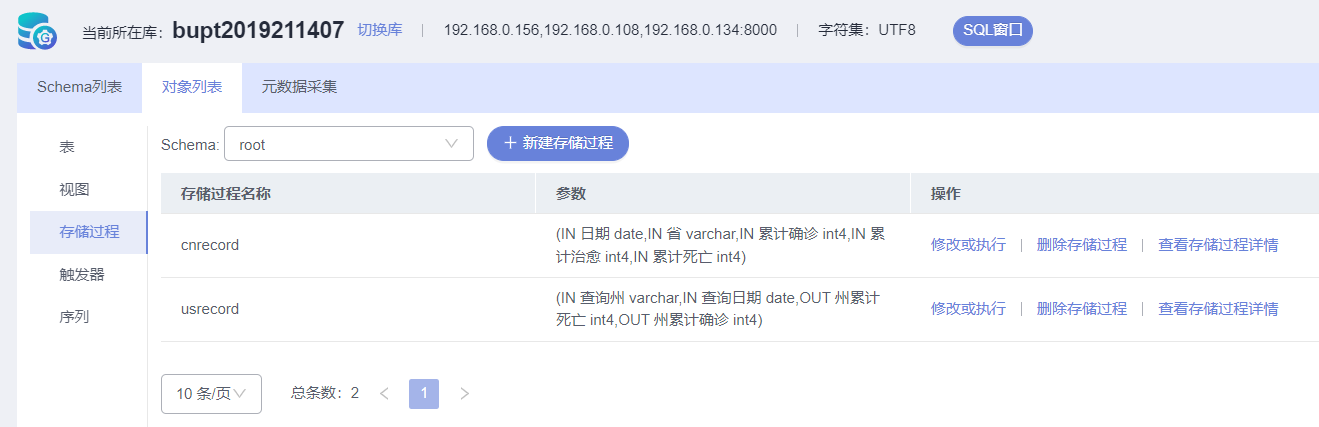 当前所在库: bupt2019211407 切换库 | 192.168.0.156,192.168.0.108,192.168.0.134:8000 | 字符集: UTF8 SQL窗口
Schema列表 对象列表 元数据采集
表
视图
存储过程
触发器
序列
Schema: root + 新建存储过程
存储过程名称 参数 操作
cnrecord
(IN 日期 date,IN 省 varchar,IN 累计确诊 int4,IN 累
计治愈 int4,IN 累计死亡 int4)
修改或执行 | 删除存储过程 | 查看存储过程详情
usrecord
(IN 查询州 varchar,IN 查询日期 date,OUT 州累计
死亡 int4,OUT 州累计确诊 int4)
修改或执行 | 删除存储过程 | 查看存储过程详情
10 条/页 总条数: 2 < 1 >